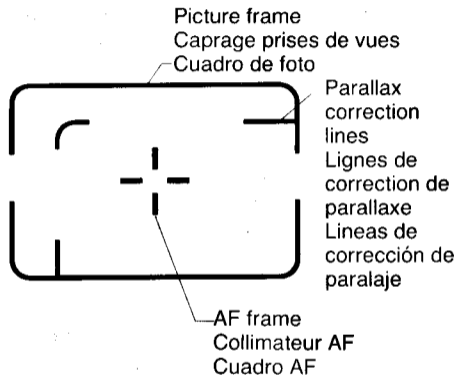 Picture frame
Caprage prises de vues
Cuadro de foto
Parallax
correction
lines
Lignes de
correction de
parallaxe
Lineas de
corrección de
paralaje
AF frame
Collimateur AF
Cuadro AF